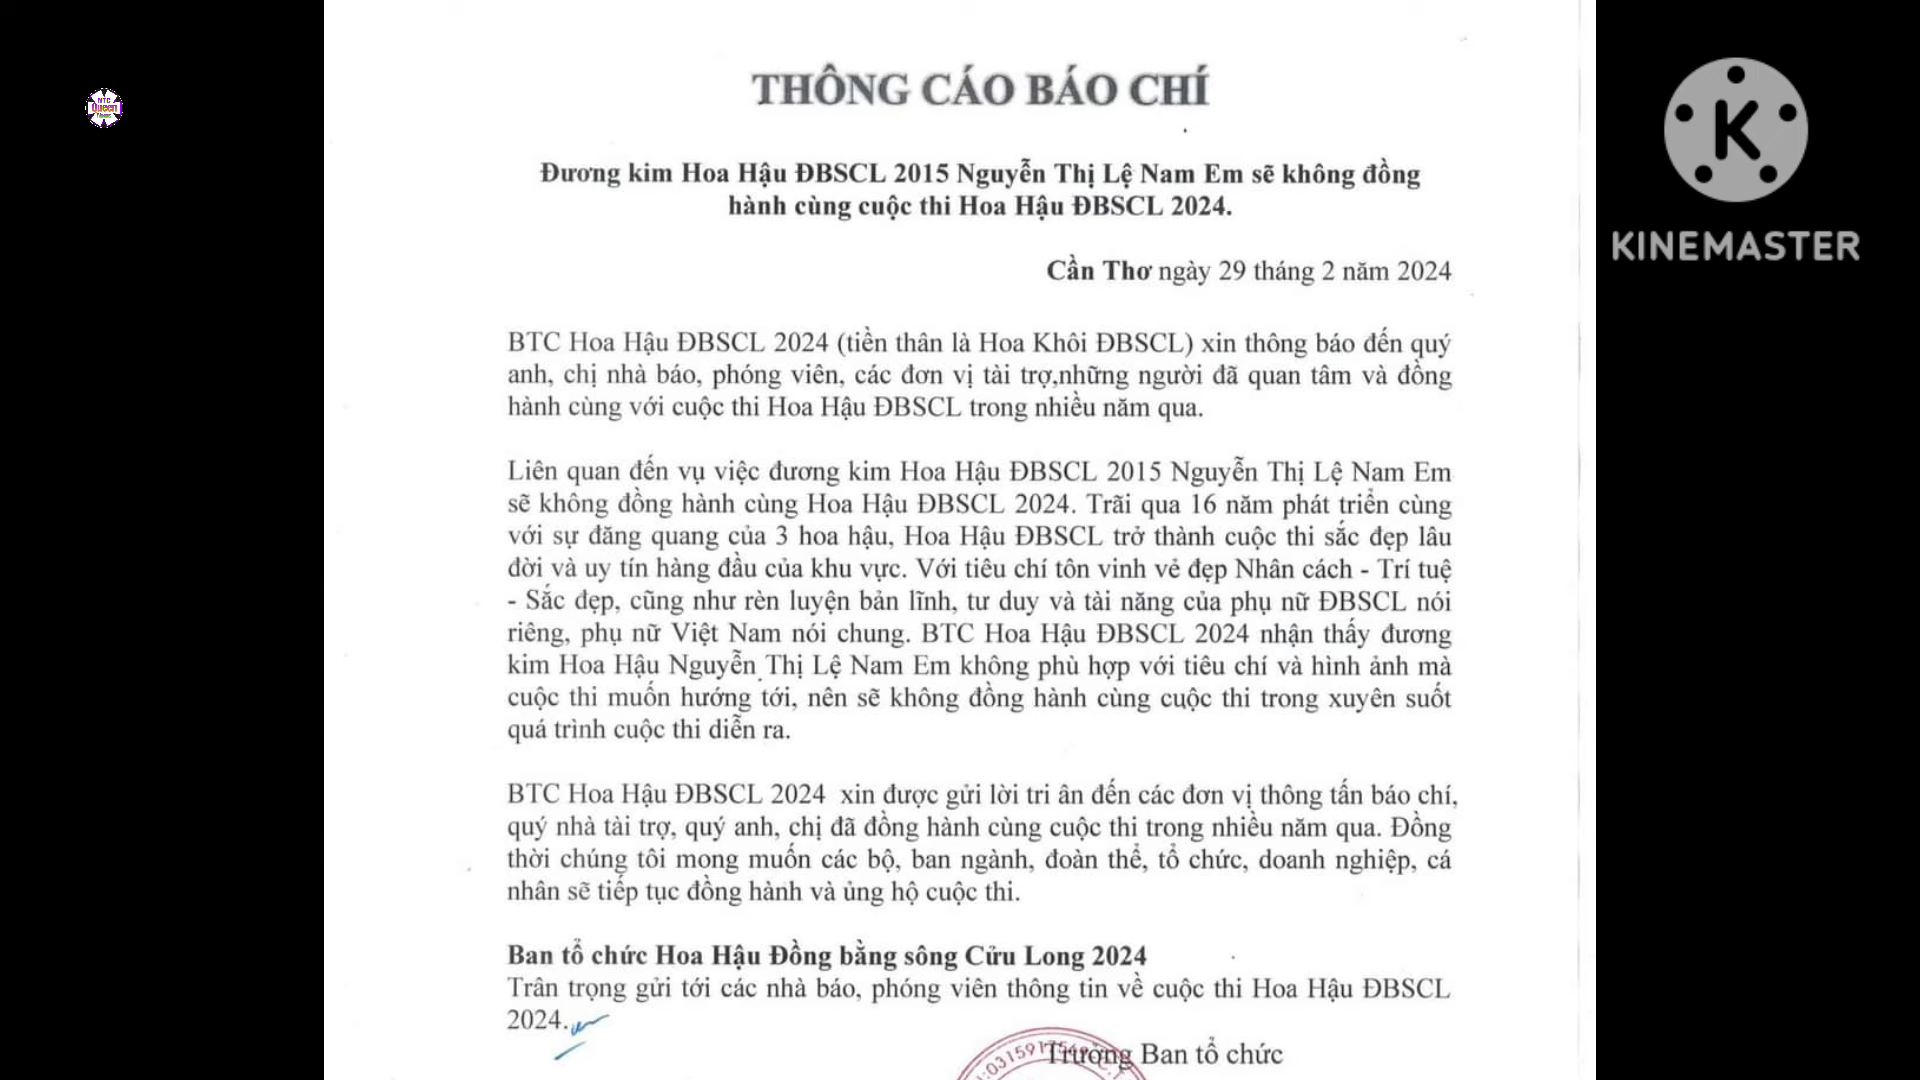 THÔNG CÁO BÁO CHÍ
Đương kim Hoa Hậu ĐBSCL 2015 Nguyễn Thị Lệ Nam Em sẽ không đồng
hành cùng cuộc thi Hoa Hậu ĐBSCL 2024.
Cần Thơ ngày 29 tháng 2 năm 2024
BTC Hoa Hậu ĐBSCL 2024 (tiền thân là Hoa Khôi ĐBSCL) xin thông báo đến quý
anh, chị nhà báo, phóng viên, các đơn vị tài trợ,những người đã quan tâm và đồng
hành cùng với cuộc thi Hoa Hậu ĐBSCL trong nhiều năm qua.
Liên quan đến vụ việc đương kim Hoa Hậu ĐBSCL 2015 Nguyễn Thị Lệ Nam Em
sẽ không đồng hành cùng Hoa Hậu ĐBSCL 2024. Trãi qua 16 năm phát triển cùng
với sự đăng quang của 3 hoa hậu, Hoa Hậu ĐBSCL trở thành cuộc thi sắc đẹp lâu
đời và uy tín hàng đầu của khu vực. Với tiêu chí tôn vinh vẻ đẹp Nhân cách - Trí tuệ
- Sắc đẹp, cũng như rèn luyện bản lĩnh, tư duy và tài năng của phụ nữ ĐBSCL nói
riêng, phụ nữ Việt Nam nói chung. BTC Hoa Hậu ĐBSCL 2024 nhận thấy đương
kim Hoa Hậu Nguyễn Thị Lệ Nam Em không phù hợp với tiêu chí và hình ảnh mà
cuộc thi muốn hướng tới, nên sẽ không đồng hành cùng cuộc thi trong xuyên suốt
quá trình cuộc thi diễn ra.
BTC Hoa Hậu ĐBSCL 2024 xin được gửi lời tri ân đến các đơn vị thông tấn báo chí,
quý nhà tài trợ, quý anh, chị đã đồng hành cùng cuộc thi trong nhiều năm qua. Đồng
thời chúng tôi mong muốn các bộ, ban ngành, đoàn thể, tổ chức, doanh nghiệp, cá
nhân sẽ tiếp tục đồng hành và ủng hộ cuộc thi.
Ban tổ chức Hoa Hậu Đồng bằng sông Cửu Long 2024
Trân trọng gửi tới các nhà báo, phóng viên thông tin về cuộc thi Hoa Hậu ĐBSCL
2024.
Trưởng Ban tổ chức
NTC
Queen
News
K
KINEMASTER